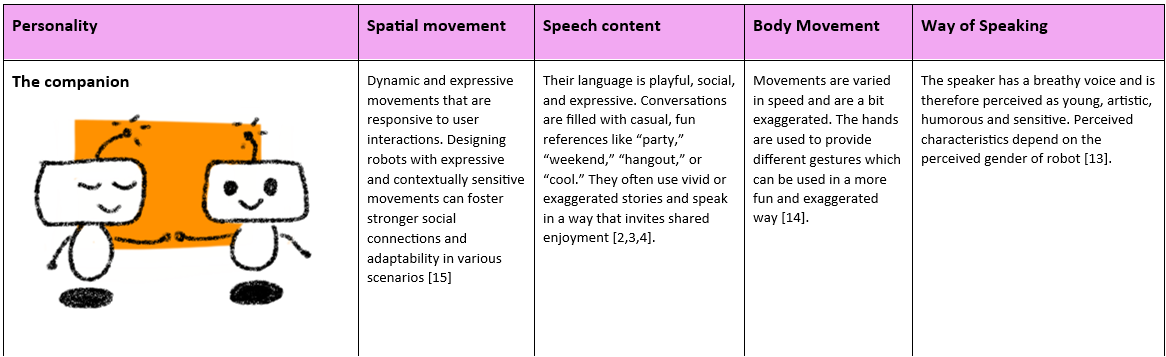 Personality
Spatial movement
Speech content
Body Movement
Way of Speaking
The companion
Dynamic and expressive
movements that are
responsive to user
interactions. Designing
robots with expressive
and contextually sensitive
movements can foster
stronger social
connections and
adaptability in various
scenarios [15]
Their language is playful, social,
and expressive. Conversations
are filled with casual, fun
references like “party,”
“weekend,” “hangout,” or
“cool.” They often use vivid or
exaggerated stories and speak
in a way that invites shared
enjoyment [2,3,4].
Movements are varied
in speed and are a bit
exaggerated. The hands
are used to provide
different gestures which
can be used in a more
fun and exaggerated
way [14].
The speaker has a breathy voice and is
therefore perceived as young, artistic,
humorous and sensitive. Perceived
characteristics depend on the
perceived gender of robot [13].